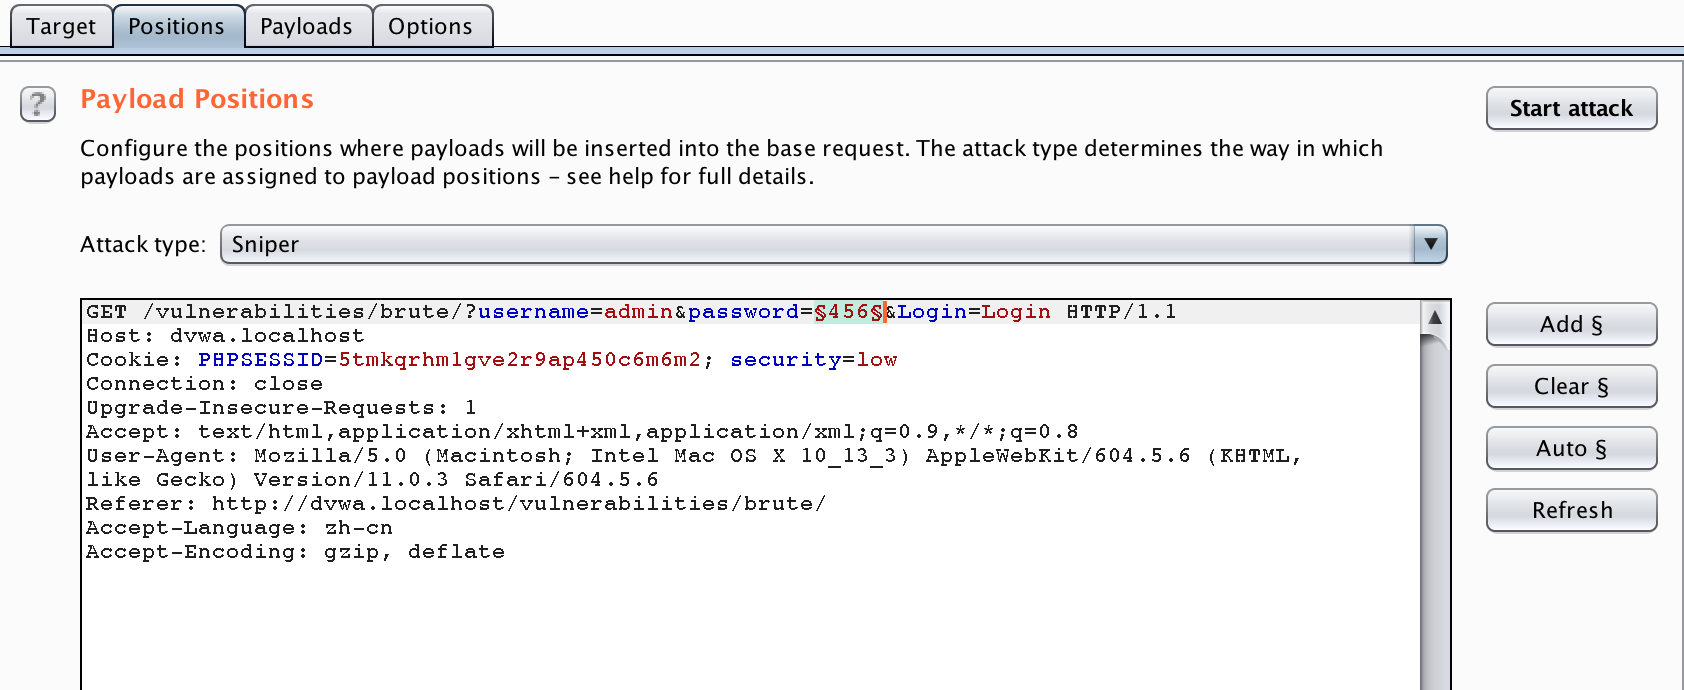 Target Positions Payloads Options
? Payload Positions
Start attack
Configure the positions where payloads will be inserted into the base request. The attack type determines the way in which
payloads are assigned to payload positions – see help for full details.
Attack type: Sniper
GET /vulnerabilities/brute/?username=admin&password=§456§&Login=Login HTTP/1.1
Host: dvwa.localhost
Cookie: PHPSESSID=5tmkqrhm1gve2r9ap450c6m6m2; security=low
Connection: close
Upgrade-Insecure-Requests: 1
Accept: text/html,application/xhtml+xml,application/xml;q=0.9,*/*;q=0.8
User-Agent: Mozilla/5.0 (Macintosh; Intel Mac OS X 10_13_3) AppleWebKit/604.5.6 (KHTML,
like Gecko) Version/11.0.3 Safari/604.5.6
Referer: http://dvwa.localhost/vulnerabilities/brute/
Accept-Language: zh-cn
Accept-Encoding: gzip, deflate
Add §
Clear §
Auto §
Refresh